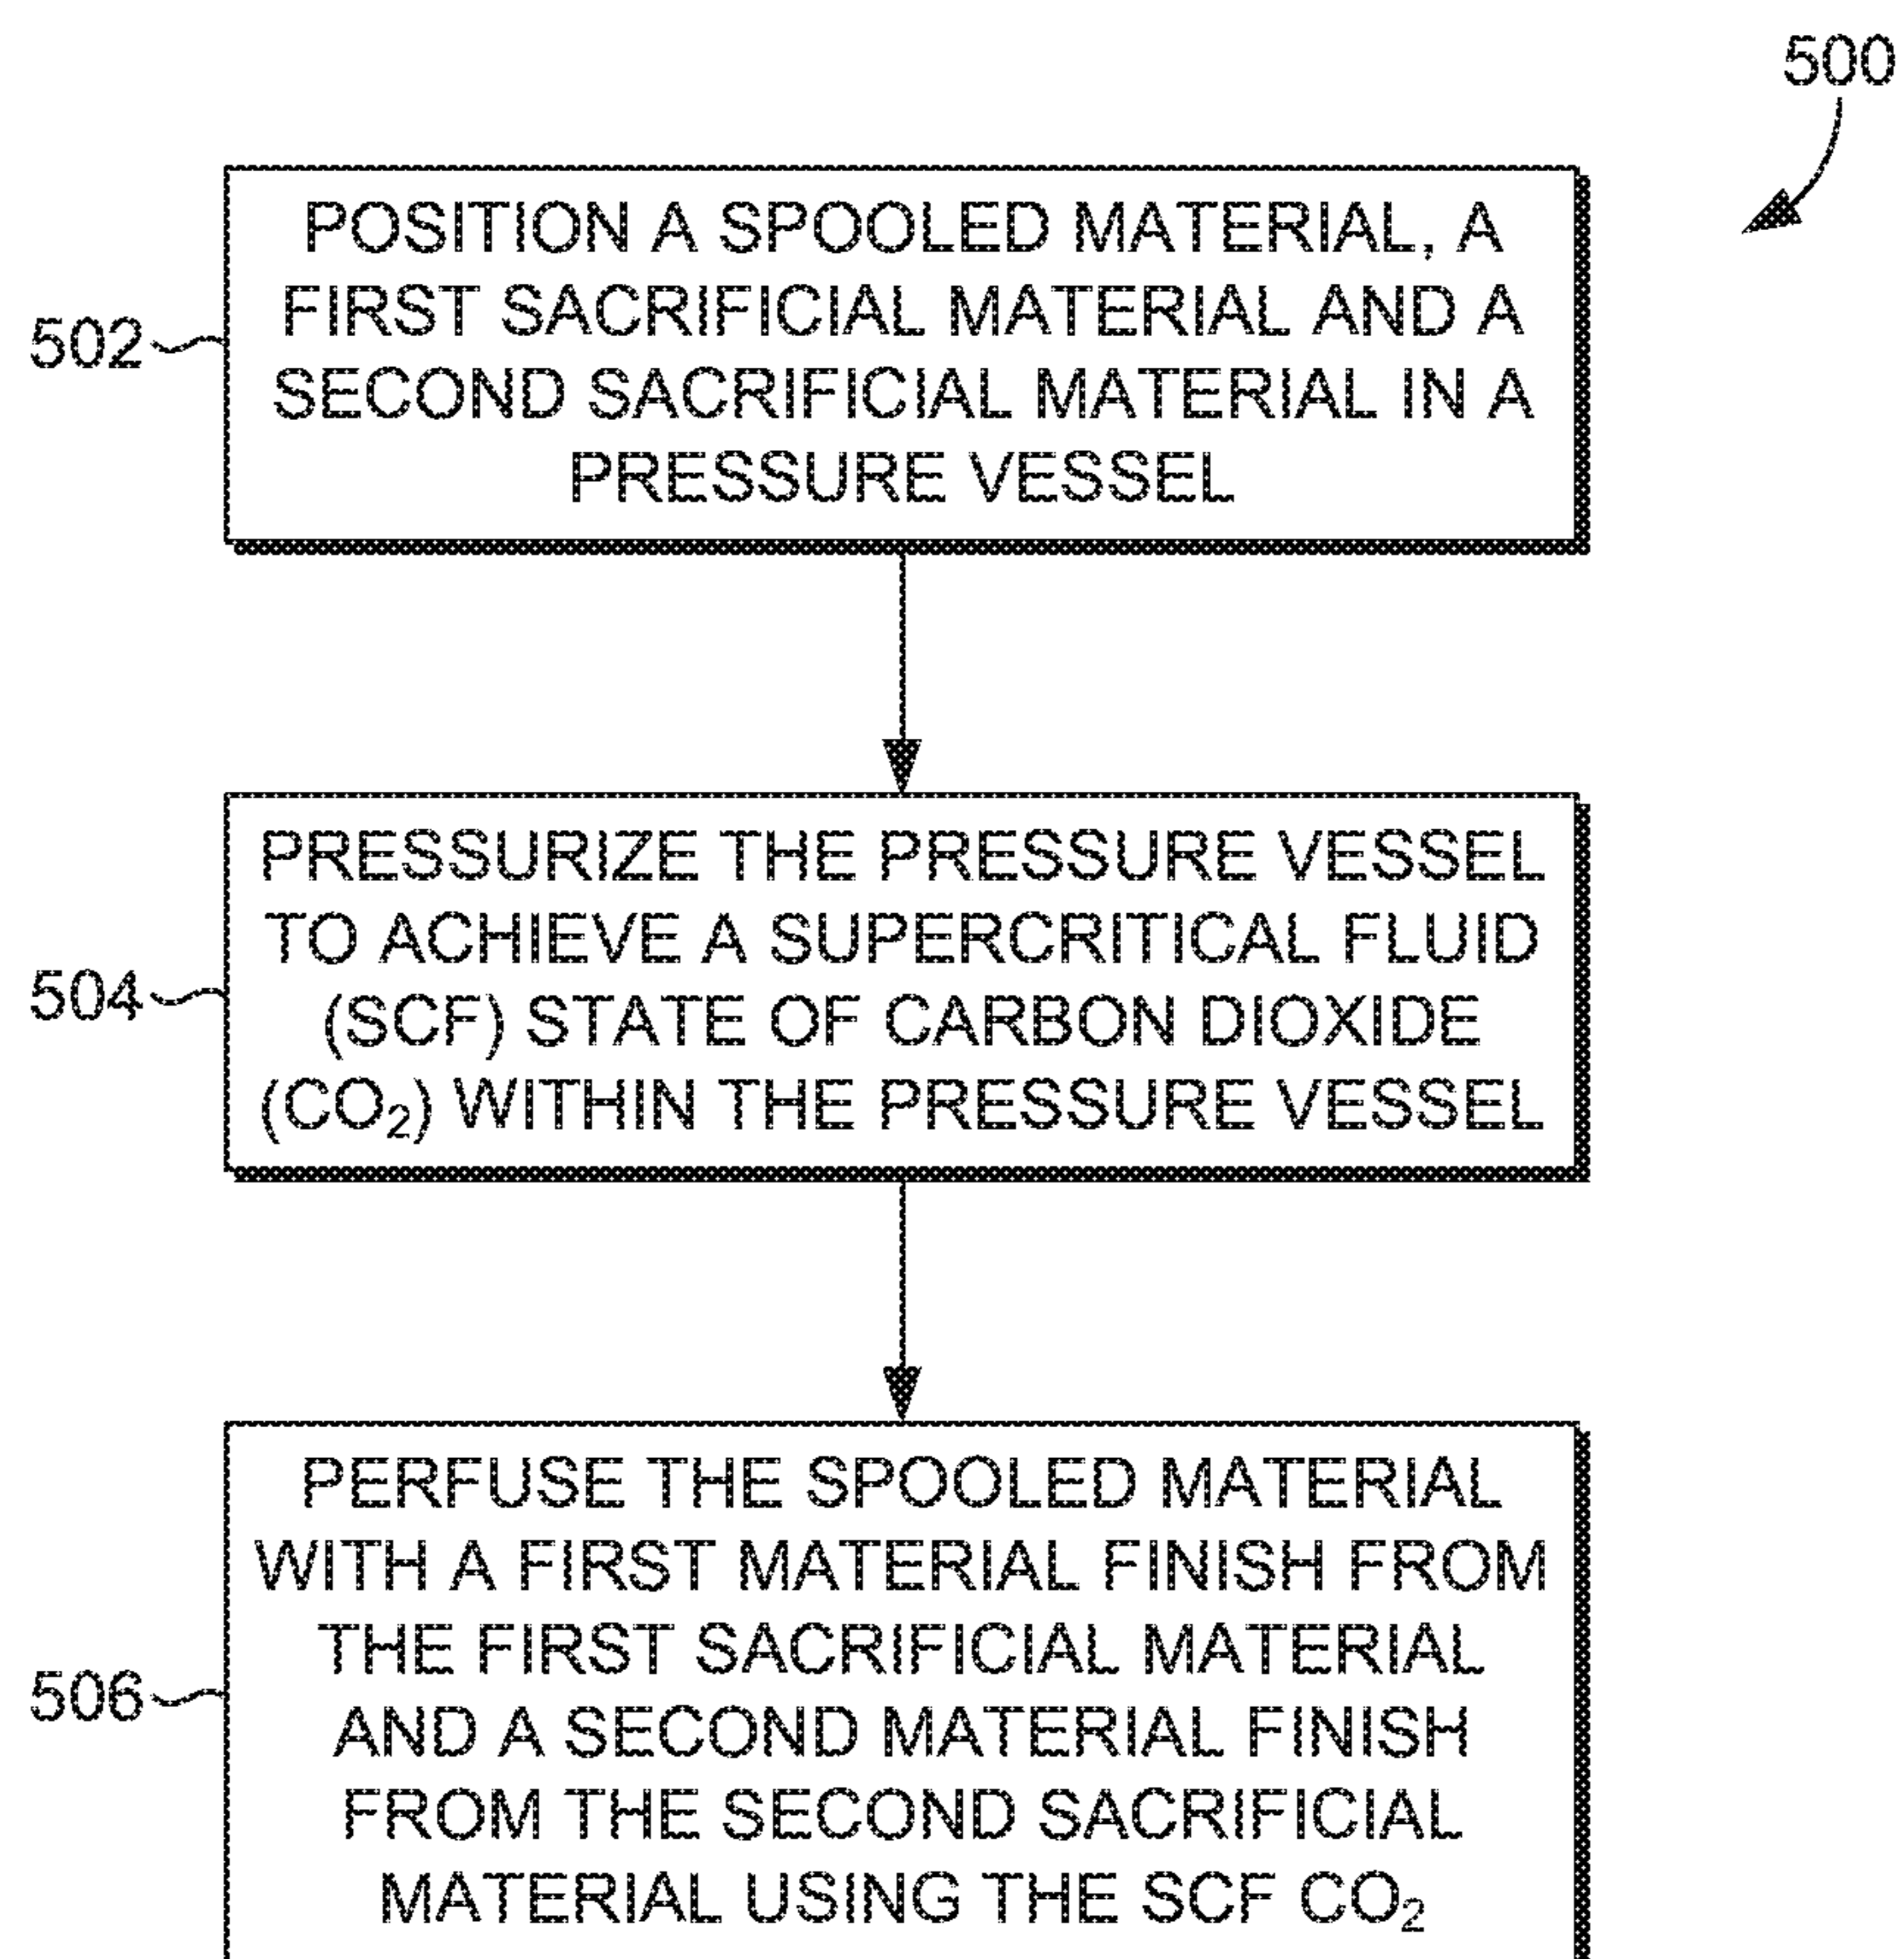 500
502
POSITION A SPOOLED MATERIAL, A
FIRST SACRIFICIAL MATERIAL AND A
SECOND SACRIFICIAL MATERIAL IN A
PRESSURE VESSEL
504
PRESSURIZE THE PRESSURE VESSEL
TO ACHIEVE A SUPERCRITICAL FLUID
(SCF) STATE OF CARBON DIOXIDE
(CO₂) WITHIN THE PRESSURE VESSEL
506
PERFUSE THE SPOOLED MATERIAL
WITH A FIRST MATERIAL FINISH FROM
THE FIRST SACRIFICIAL MATERIAL
AND A SECOND MATERIAL FINISH
FROM THE SECOND SACRIFICIAL
MATERIAL USING THE SCF CO₂